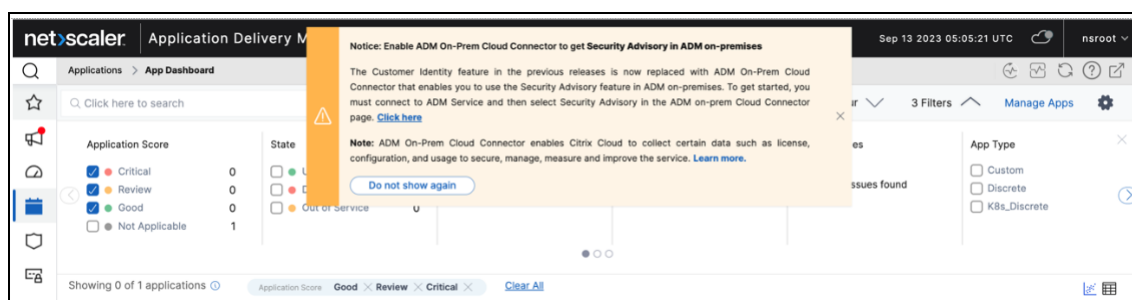 net>scaler. Application Delivery M
Sep 13 2023 05:05:21 UTC nsroot
Notice: Enable ADM On-Prem Cloud Connector to get Security Advisory in ADM on-premises
The Customer Identity feature in the previous releases is now replaced with ADM On-Prem Cloud
Connector that enables you to use the Security Advisory feature in ADM on-premises. To get started, you
must connect to ADM Service and then select Security Advisory in the ADM on-prem Cloud Connector
page. Click here
Note: ADM On-Prem Cloud Connector enables Citrix Cloud to collect certain data such as license,
configuration, and usage to secure, manage, measure and improve the service. Learn more.
Do not show again
Applications > App Dashboard
Click here to search
3 Filters Manage Apps
Application Score
Critical 0
Review 0
Good 0
Not Applicable 1
State
Out of Service 0
es
ssues found
App Type
Custom
Discrete
K8s_Discrete
Showing 0 of 1 applications
Application Score Good Review Critical Clear All